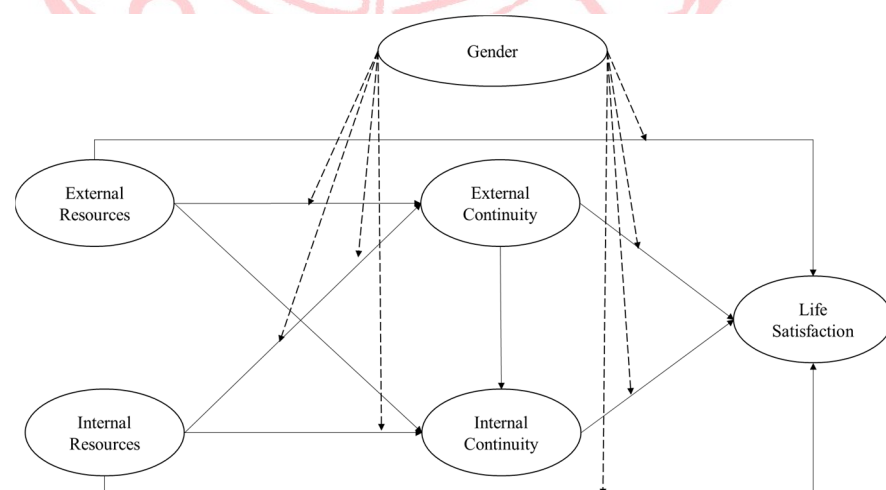 Gender
External
Resources
External
Continuity
Life
Satisfaction
Internal
Resources
Internal
Continuity